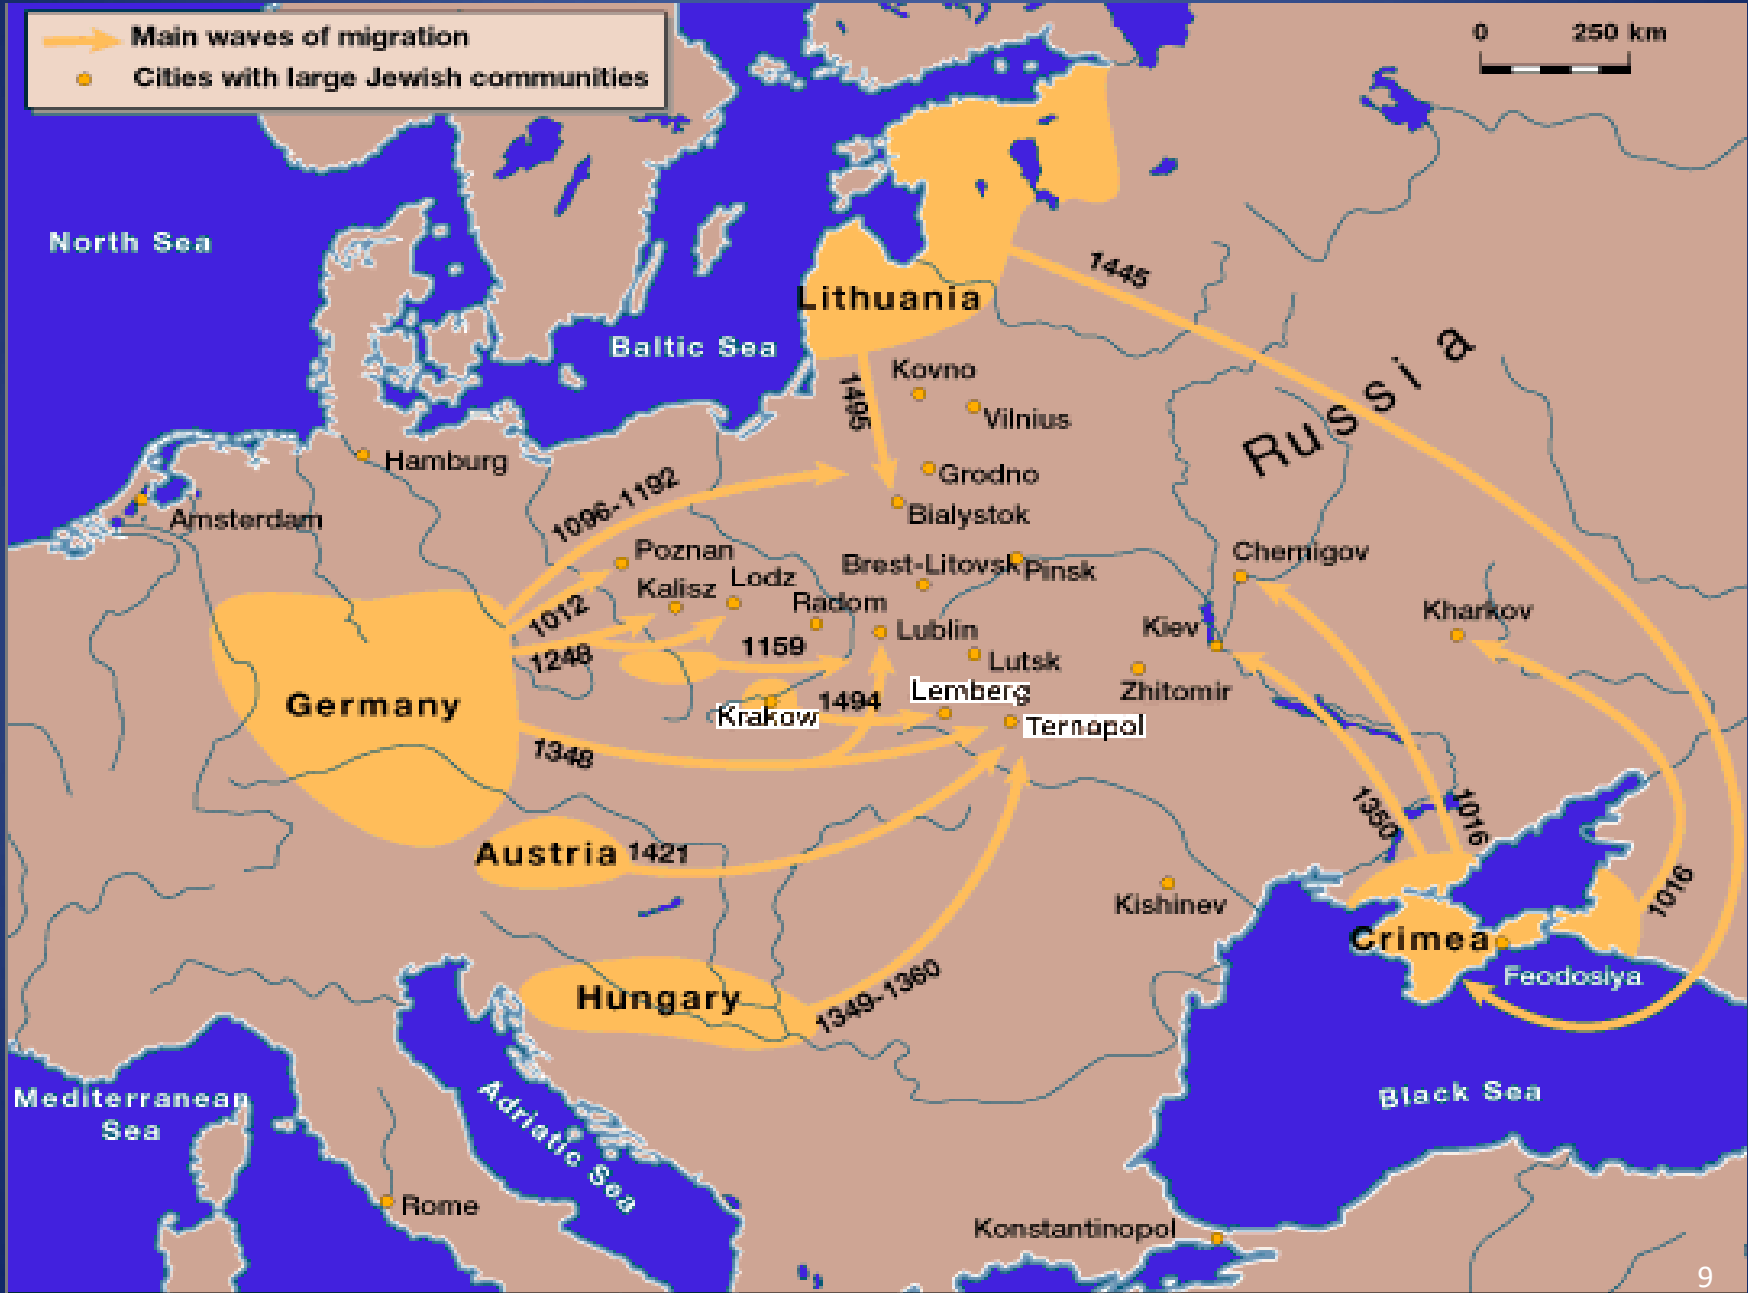 Main waves of migration
Cities with large Jewish communities
0 250 km
North Sea
1445
Lithuania
Baltic Sea
Russia
Kovno
1495
Vilnius
Hamburg
Grodno
1096-1192
Amsterdam
Bialystok
Poznan
Chernigov
Brest-Litovsk
Pinsk
Lodz
Kalisz
Radom
1012
Kharkov
Kiev
Lublin
1159
1248
Lutsk
Zhitomir
Lemberg
Germany
1494
Krakow
Ternopol
1348
1350
1016
Austria
1421
Kishinev
1016
Crimea
Feodosiya
Hungary
1349-1360
Mediterranean
Sea
Black Sea
Adriatic Sea
Rome
Konstantinopol
9